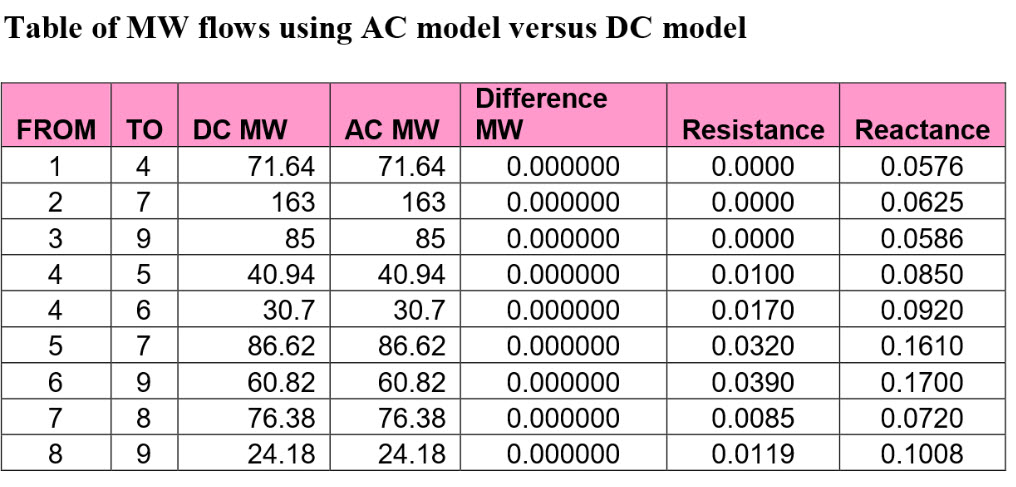 Table of MW flows using AC model versus DC model
FROM TO DC MW AC MW Difference MW Resistance Reactance
1 4 71.64 71.64 0.000000 0.0000 0.0576
2 7 163 163 0.000000 0.0000 0.0625
3 9 85 85 0.000000 0.0000 0.0586
4 5 40.94 40.94 0.000000 0.0100 0.0850
4 6 30.7 30.7 0.000000 0.0170 0.0920
5 7 86.62 86.62 0.000000 0.0320 0.1610
6 9 60.82 60.82 0.000000 0.0390 0.1700
7 8 76.38 76.38 0.000000 0.0085 0.0720
8 9 24.18 24.18 0.000000 0.0119 0.1008